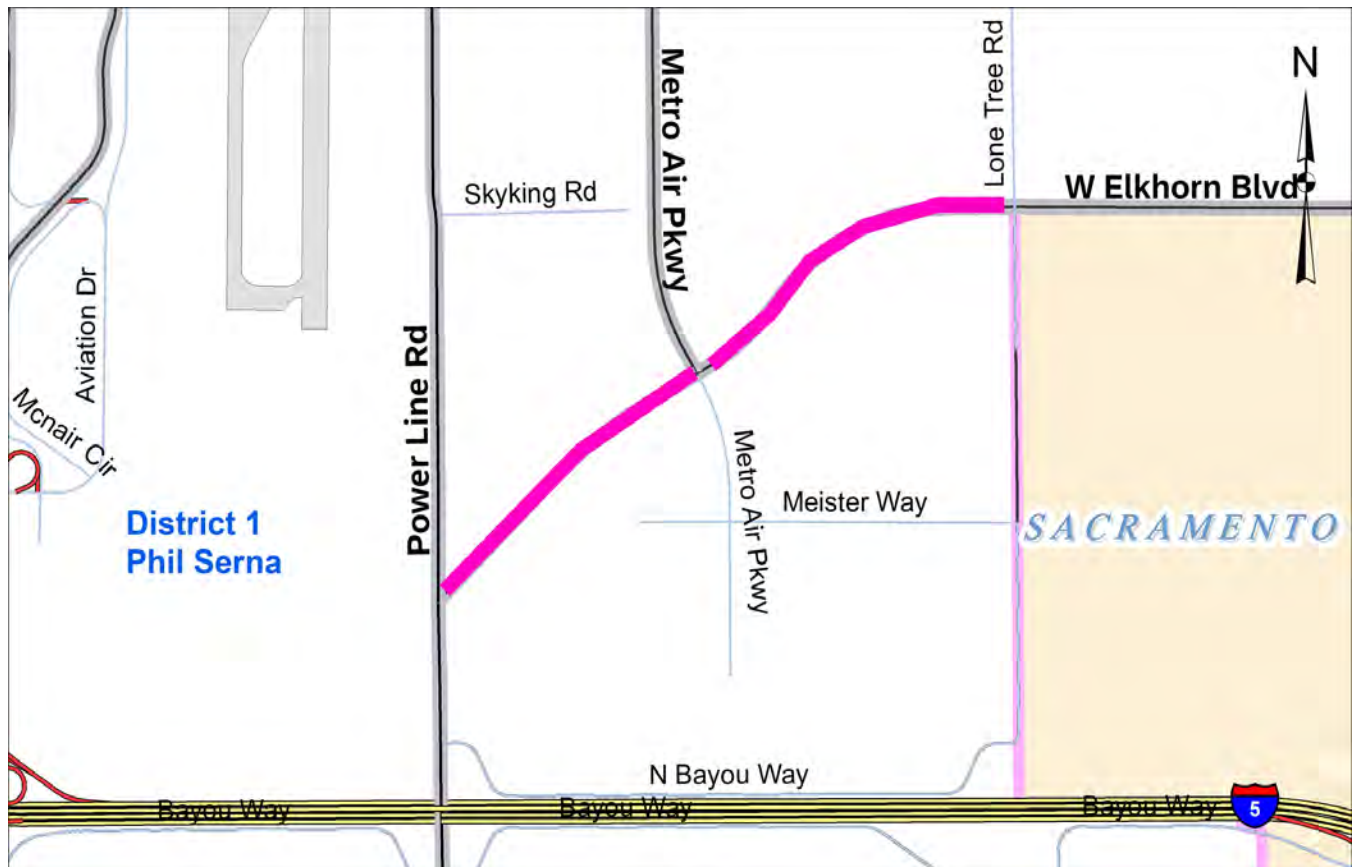 Metro Air Pkwy
Lone Tree Rd
N
Skyking Rd
W Elkhorn Blvd
Aviation Dr
Power Line Rd
Mcnair Cir
Metro Air Pkwy
Meister Way
District 1
Phil Serna
SACRAMENTO
N Bayou Way
Bayou Way
Bayou Way
Bayou Way
5